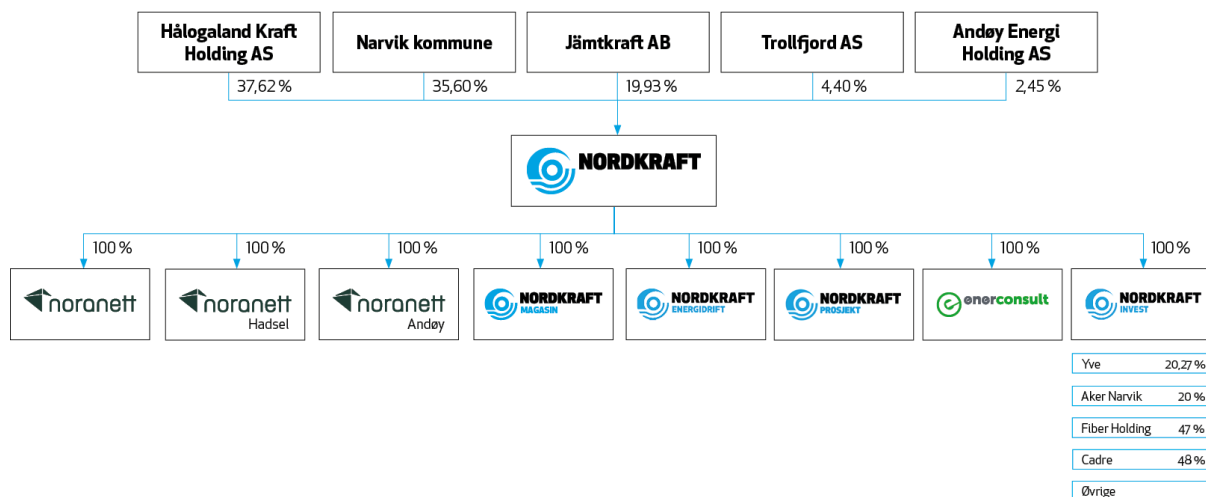 Hålogaland Kraft
Holding AS
Narvik kommune
Jämtkraft AB
Trollfjord AS
Andøy Energi
Holding AS
37,62 %
35,60 %
19,93 %
4,40 %
2,45 %
NORDKRAFT
100 %
100 %
100 %
100 %
100 %
100 %
100 %
100 %
noranett
noranett
Hadsel
noranett
Andøy
NORDKRAFT
MAGASIN
NORDKRAFT
ENERGIDRIFT
NORDKRAFT
PROSJEKT
enerconsult
NORDKRAFT
INVEST
Yve 20,27 %
Aker Narvik 20 %
Fiber Holding 47 %
Cadre 48 %
Øvrige